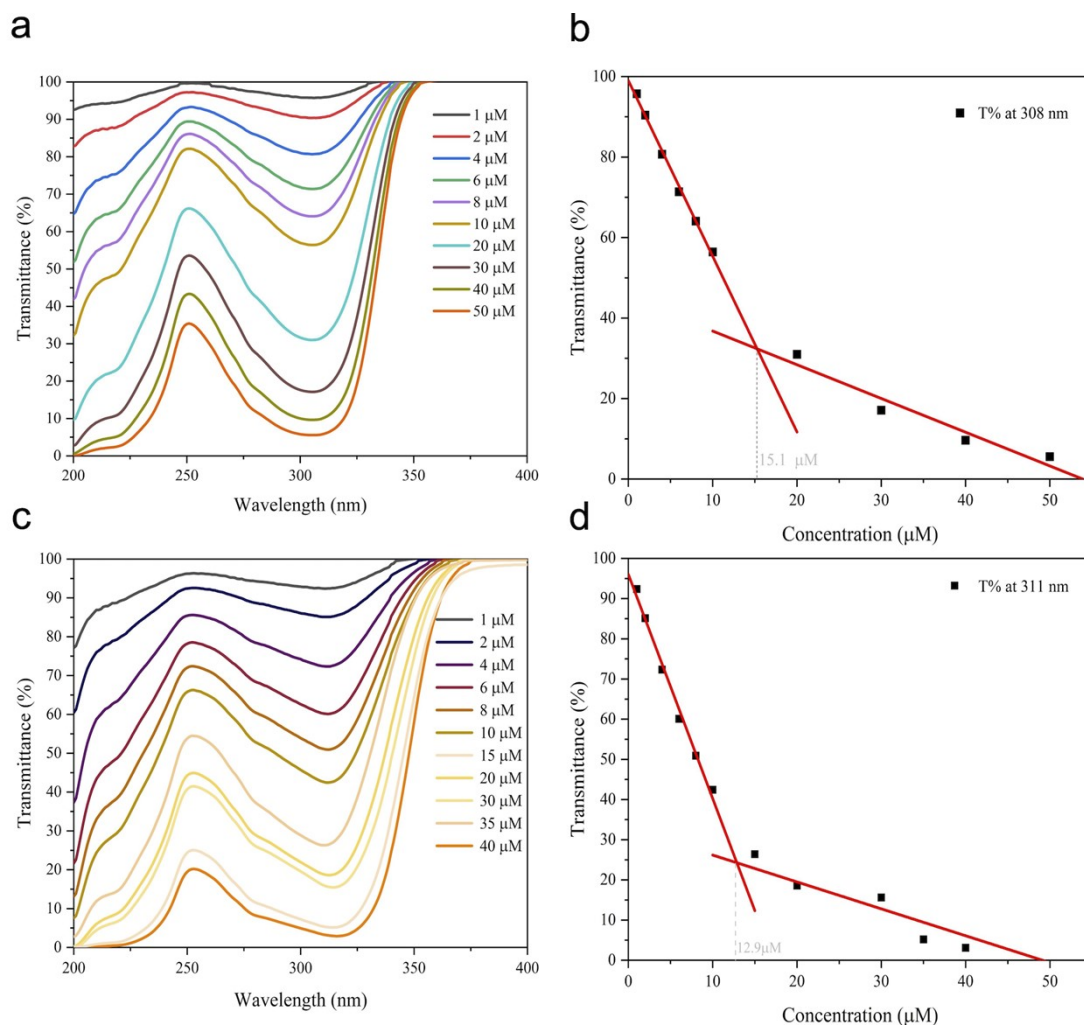 a
100
90
80
70
60
50
40
30
20
10
0
Transmittance (%)
200
250
300
350
400
Wavelength (nm)
1 μM
2 μM
4 μM
6 μM
8 μM
10 μM
20 μM
30 μM
40 μM
50 μM
b
100
80
60
40
20
0
Transmittance (%)
T% at 308 nm
15.1 μM
0
10
20
30
40
50
Concentration (μM)
c
100
90
80
70
60
50
40
30
20
10
0
Transmittance (%)
200
250
300
350
400
Wavelength (nm)
1 μM
2 μM
4 μM
6 μM
8 μM
10 μM
15 μM
20 μM
30 μM
35 μM
40 μM
d
100
90
80
70
60
50
40
30
20
10
0
Transmittance (%)
T% at 311 nm
12.9μM
0
10
20
30
40
50
Concentration (μM)